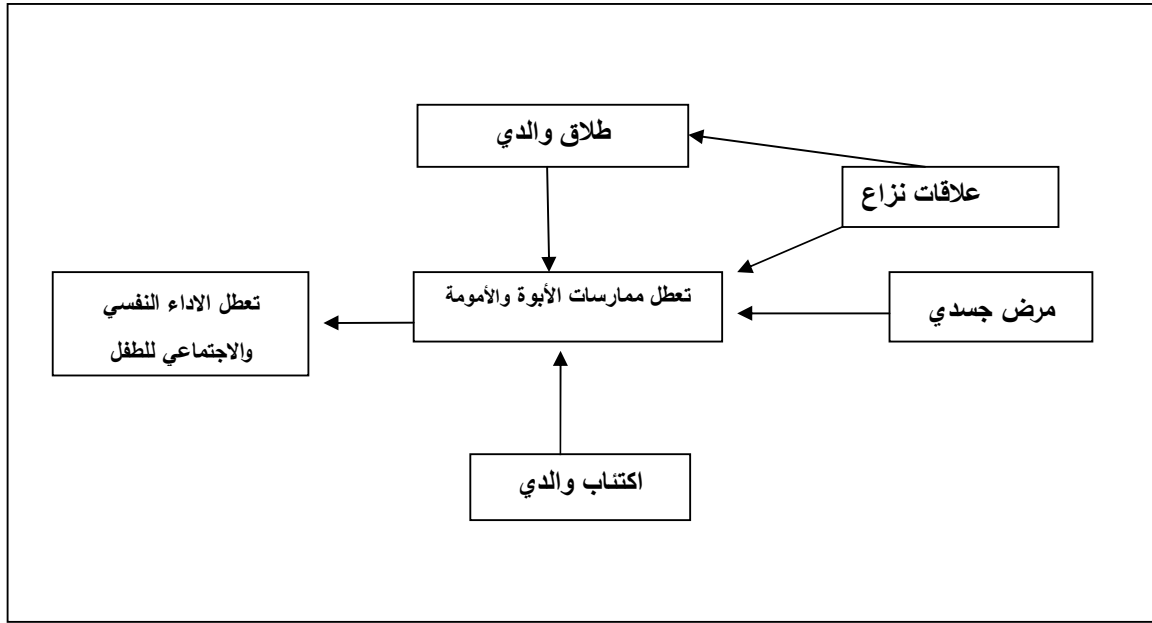 طلاق والدي
علاقات نزاع
مرض جسدي
تعطل ممارسات الأبوة والأمومة
تعطل الاداء النفسي
والاجتماعي للطفل
اكتئاب والدي